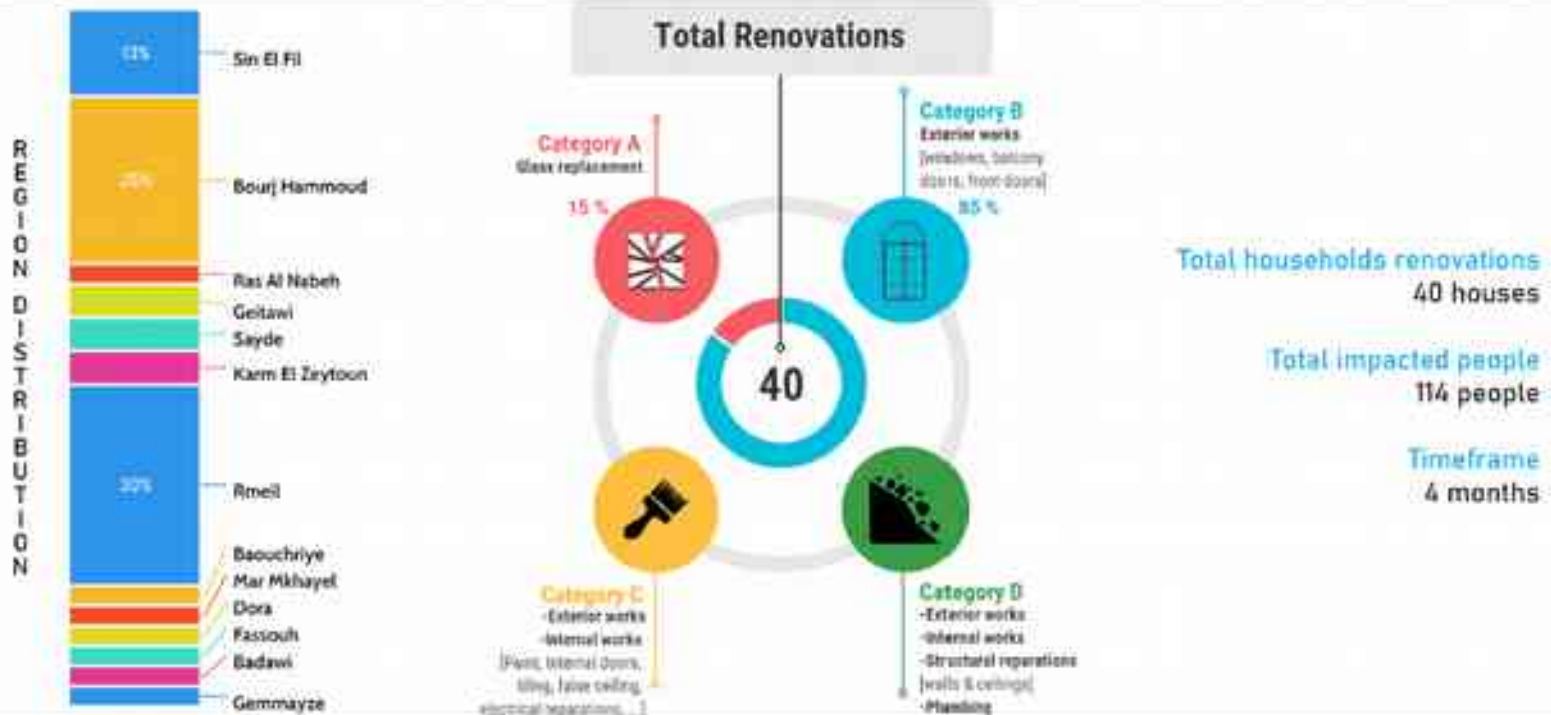 REGION DISTRIBUTION
13%
Sin El Fil
25%
Bourj Hammoud
Ras Al Nabeh
Geitawi
Sayde
Karm El Zeytoun
30%
Rmeil
Baouchriye
Mar Mkhayel
Dora
Fassouh
Badawi
Gemmayze
Total Renovations
Category A
Glass replacement
15 %
Category B
Exterior works
[windows, balcony
doors, front doors]
85 %
40
Category C
-Exterior works
-Internal works
[Paint, Internal doors,
tiling, false ceiling,
electrical reparations, ...]
Category D
-Exterior works
-Internal works
-Structural reparations
[walls & ceilings]
-Plumbing
Total households renovations
40 houses
Total impacted people
114 people
Timeframe
4 months